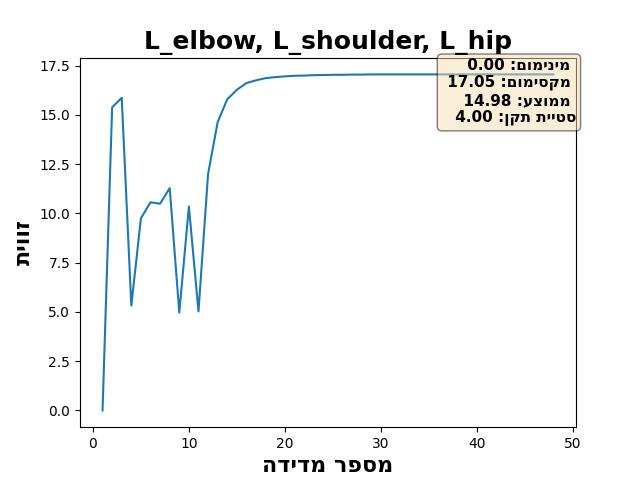 L_elbow, L_shoulder, L_hip
17.5
15.0
12.5
10.0
7.5
5.0
2.5
0.0
זווית
מינימום: 0.00
מקסימום: 17.05
ממוצע: 14.98
סטיית תקן: 4.00
0 10 20 30 40 50
מספר מדידה